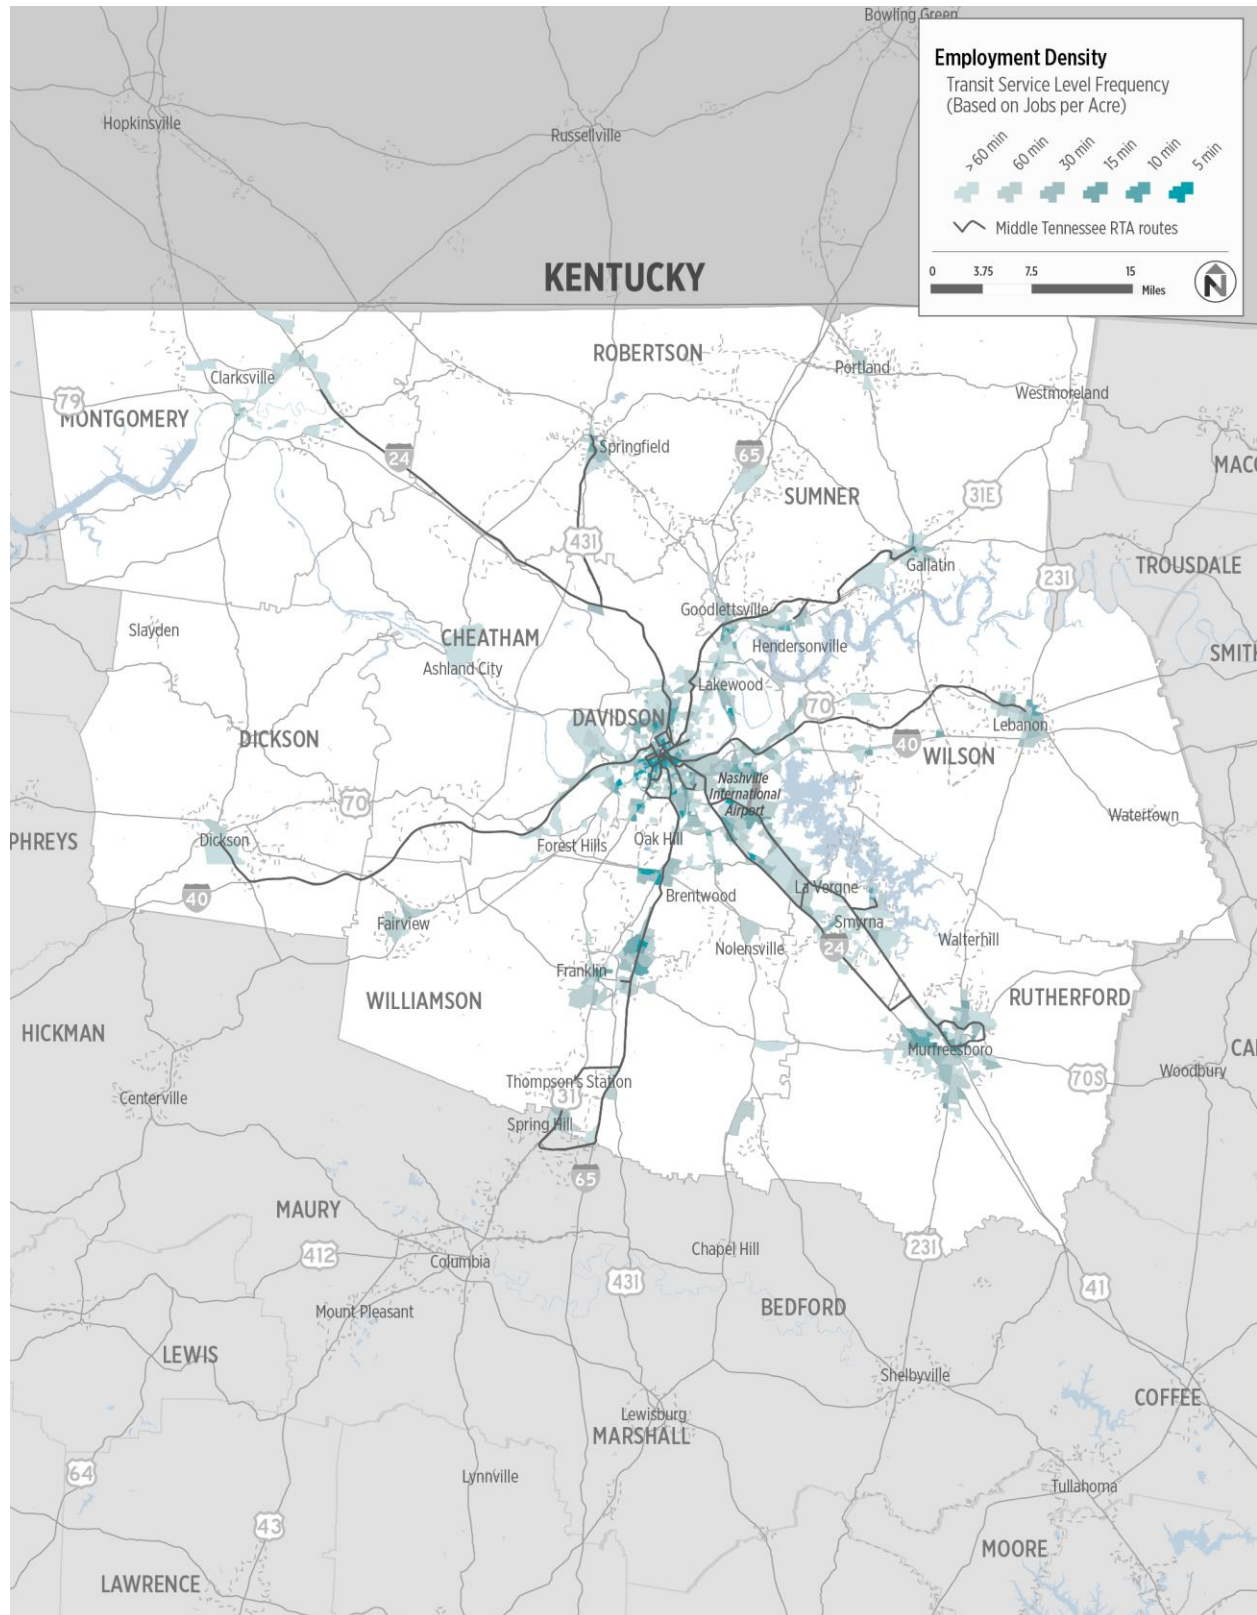 Bowling Green
Employment Density
Transit Service Level Frequency
(Based on Jobs per Acre)
> 60 min
60 min
30 min
15 min
10 min
5 min
Middle Tennessee RTA routes
0 3.75 7.5 15
Miles
N
Hopkinsville
Russellville
KENTUCKY
ROBERTSON
Portland
Clarksville
79
Westmoreland
MONTGOMERY
24
Springfield
65
MACO
SUMNER
31E
431
Gallatin
TROUSDALE
231
Goodlettsville
Slayden
CHEATHAM
Hendersonville
SMITH
Ashland City
Lakewood
70
DAVIDSON
Lebanon
DICKSON
40
WILSON
Nashville
International
Airport
70
Watertown
PHREYS
Dickson
Forest Hills
Oak Hill
La Vergne
40
Brentwood
Fairview
Smyrna
Nolensville
24
Walterhill
Franklin
WILLIAMSON
RUTHERFORD
HICKMAN
Murfreesboro
CAN
Woodbury
70S
Thompson's Station
31
Centerville
Spring Hill
65
MAURY
231
Chapel Hill
412
Columbia
431
41
Mount Pleasant
BEDFORD
LEWIS
Shelbyville
COFFEE
Lewisburg
MARSHALL
64
Lynnville
Tullahoma
43
MOORE
LAWRENCE